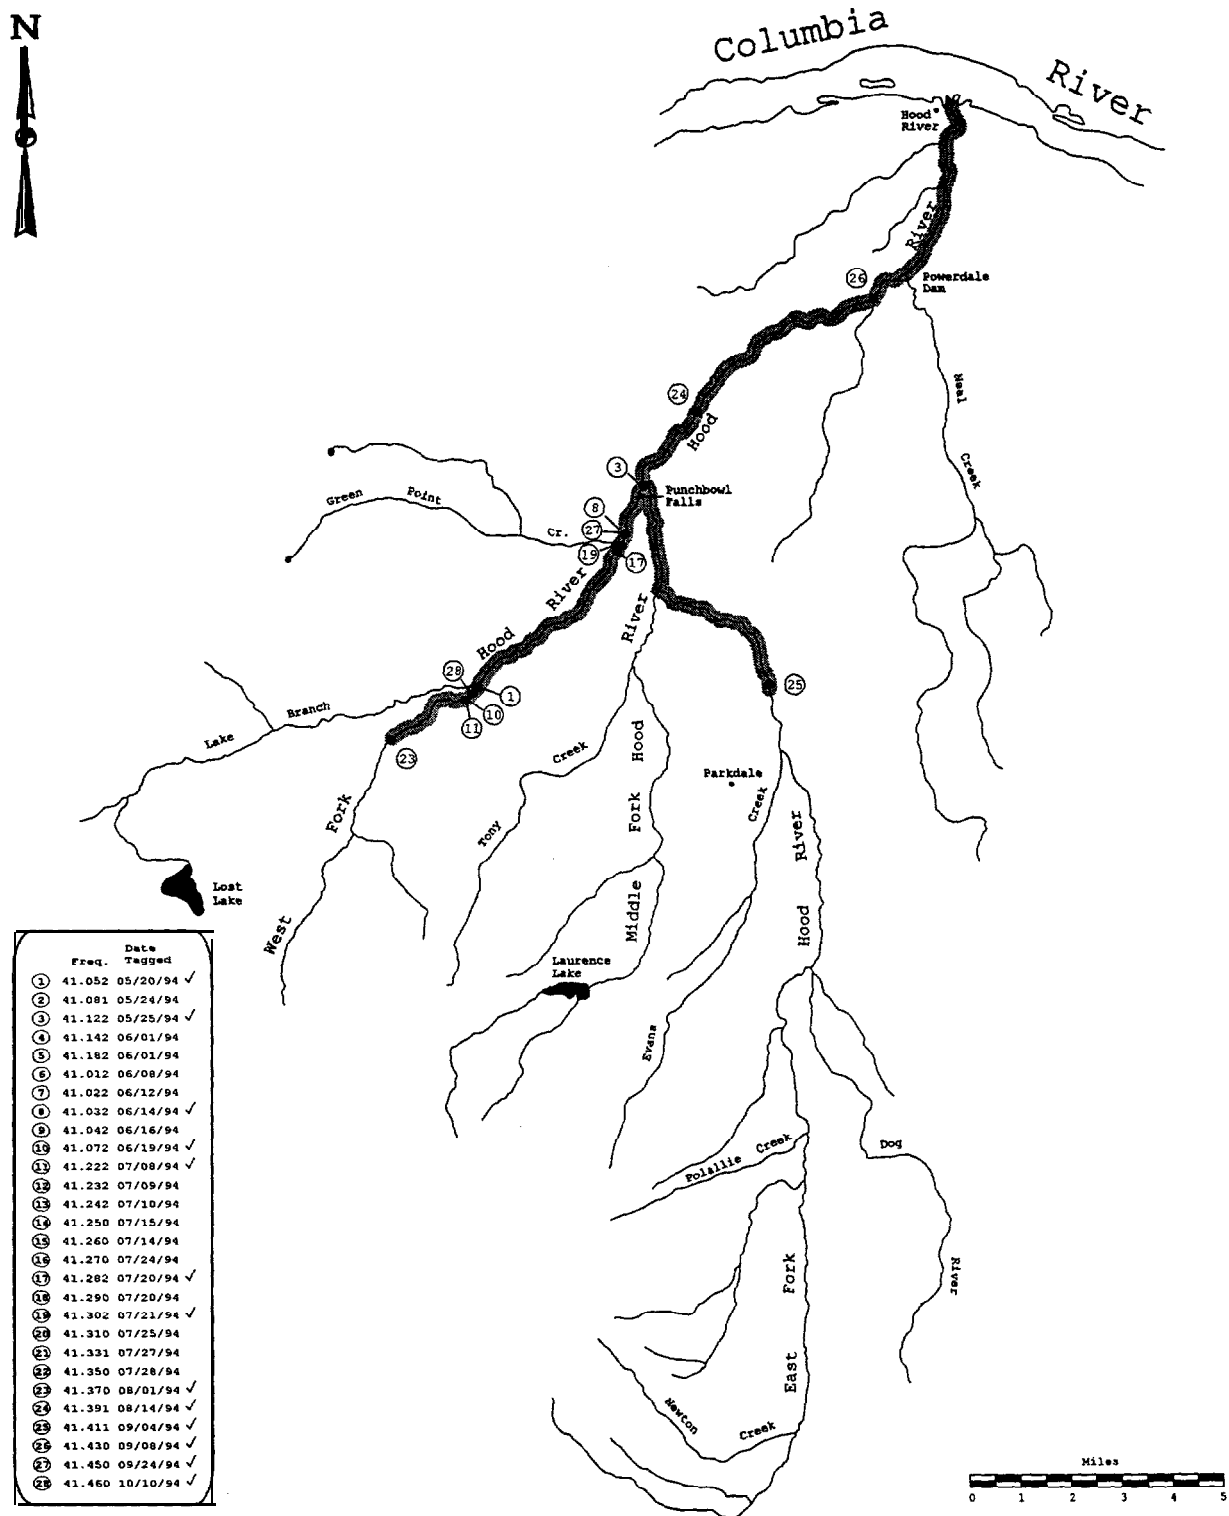 N
Columbia
River
Hood
River
River
26
Powerdale
Dam
24
Hood
Neal
Creek
3
Punchbowl
Falls
Green Point Cr.
8
27
19
17
River
Hood
River
28
1
10
11
23
25
Lake Branch
Lost
Lake
Fork
West
Tony Creek
Hood
Fork
Middle
Parkdale
Creek
Evans
River
Hood
Laurence
Lake
Polallie Creek
Dog
River
Fork
East
Newton
Creek
Date
Freq. Tagged
1 41.052 05/20/94 ✓
2 41.081 05/24/94
3 41.122 05/25/94 ✓
4 41.142 06/01/94
5 41.182 06/01/94
6 41.012 06/08/94
7 41.022 06/12/94
8 41.032 06/14/94 ✓
9 41.042 06/16/94
10 41.072 06/19/94 ✓
11 41.222 07/08/94 ✓
12 41.232 07/09/94
13 41.242 07/10/94
14 41.250 07/15/94
15 41.260 07/14/94
16 41.270 07/24/94
17 41.282 07/20/94 ✓
18 41.290 07/20/94
19 41.302 07/21/94 ✓
20 41.310 07/25/94
21 41.331 07/27/94
22 41.350 07/28/94
23 41.370 08/01/94 ✓
24 41.391 08/14/94 ✓
25 41.411 09/04/94 ✓
26 41.430 09/08/94 ✓
27 41.450 09/24/94 ✓
28 41.460 10/10/94 ✓
Miles
0 1 2 3 4 5